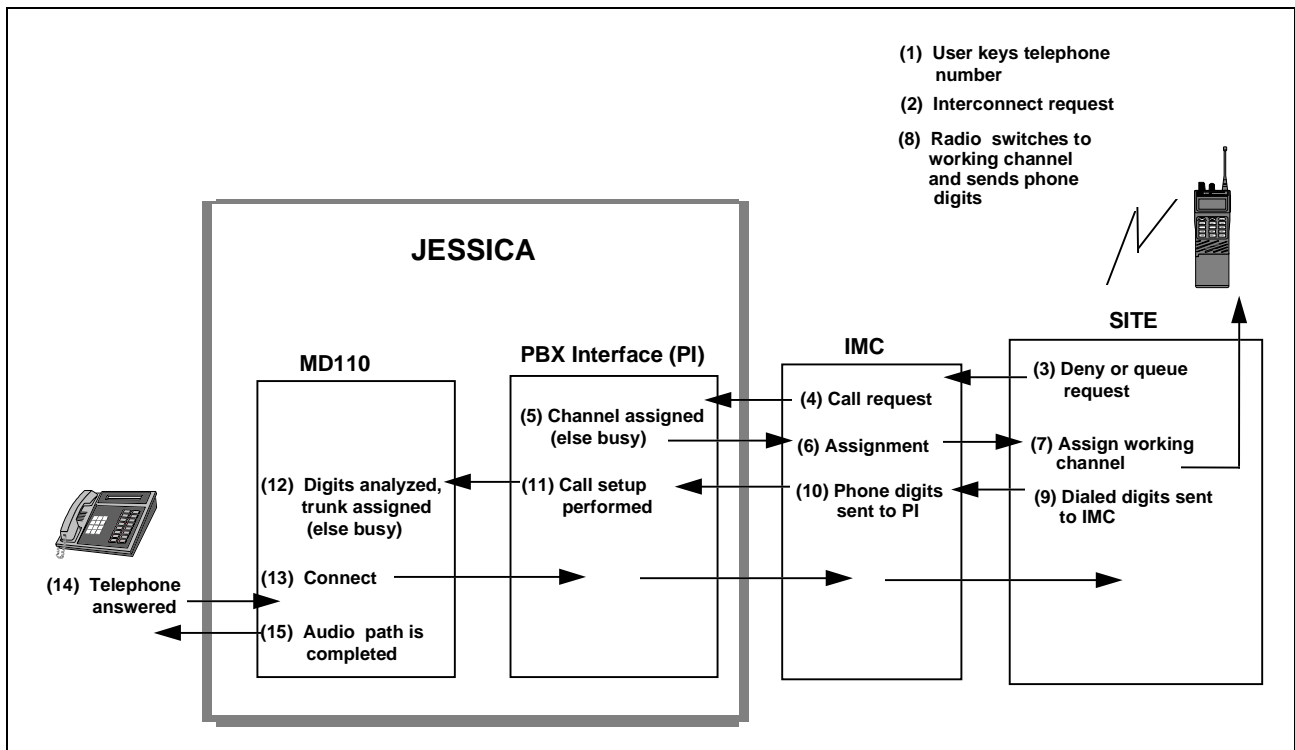 (1) User keys telephone
number
(2) Interconnect request
(8) Radio switches to
working channel
and sends phone
digits
JESSICA
SITE
IMC
PBX Interface (PI)
MD110
(3) Deny or queue
request
(4) Call request
(5) Channel assigned
(else busy)
(6) Assignment
(7) Assign working
channel
(12) Digits analyzed,
trunk assigned
(else busy)
(11) Call setup
performed
(10) Phone digits
sent to PI
(9) Dialed digits sent
to IMC
(13) Connect
(14) Telephone
answered
(15) Audio path is
completed